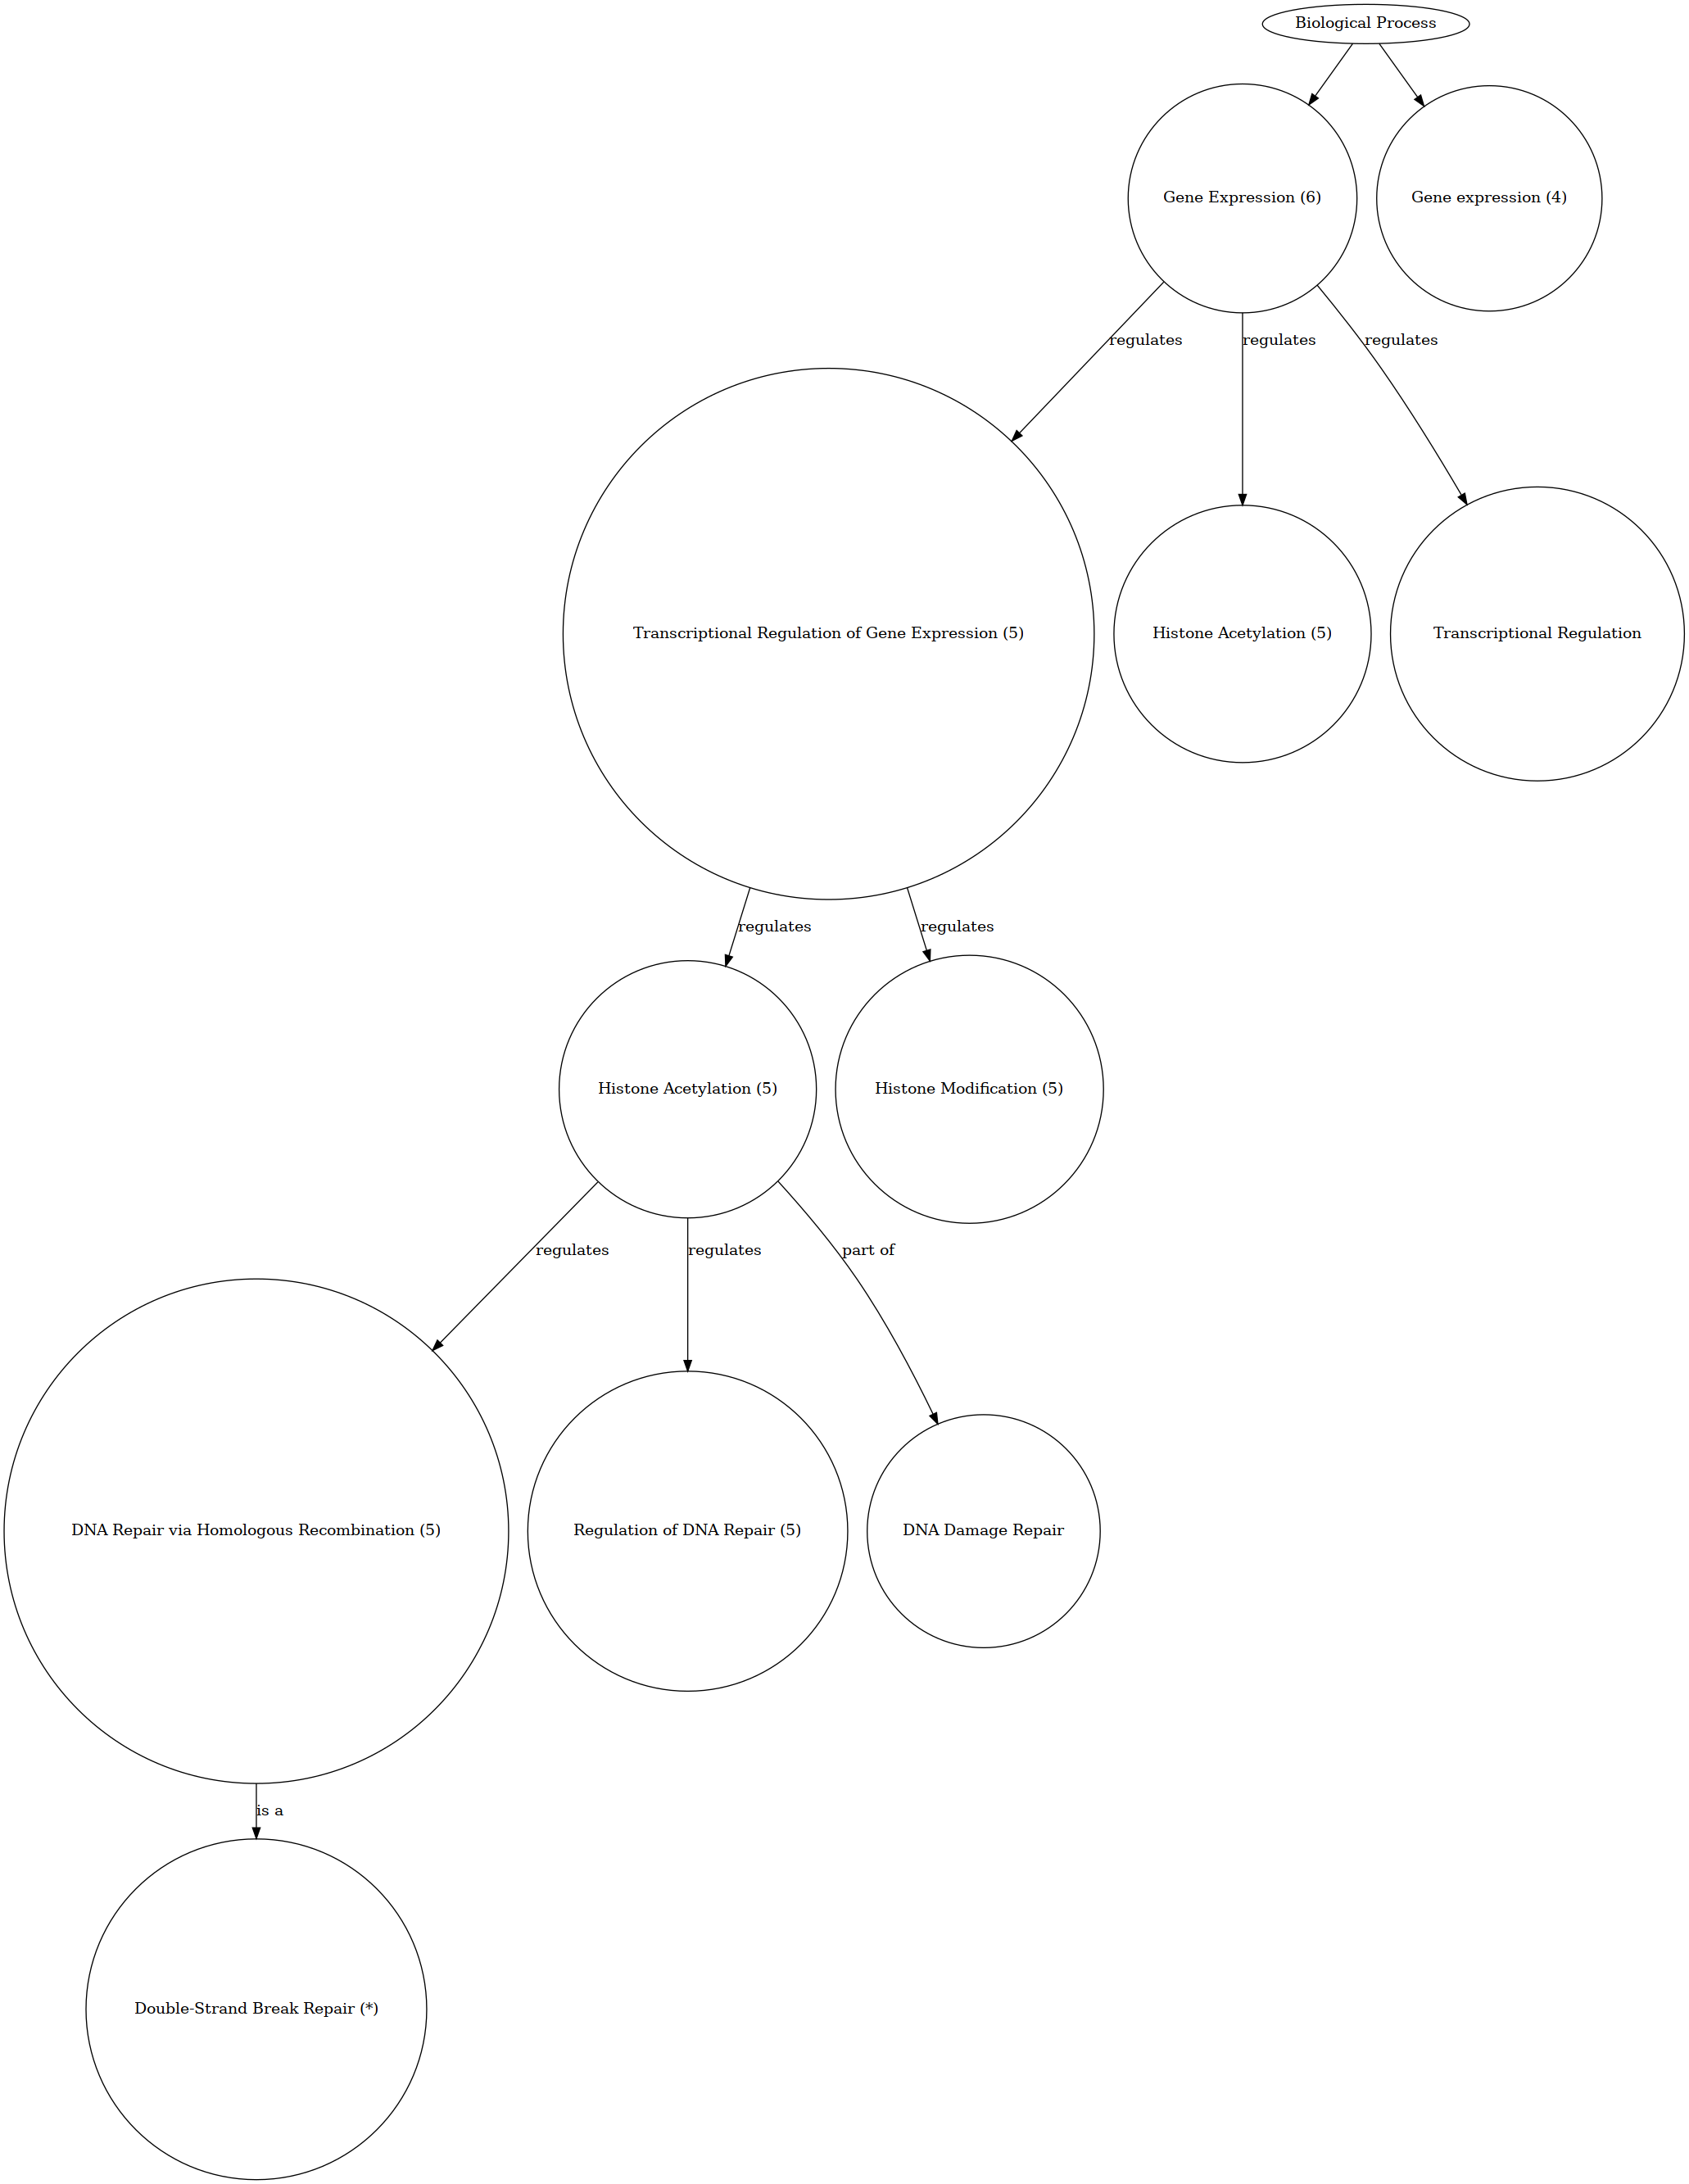 Biological Process
Gene Expression (6)
Gene expression (4)
regulates
regulates
regulates
Transcriptional Regulation of Gene Expression (5)
Histone Acetylation (5)
Transcriptional Regulation
regulates
regulates
Histone Acetylation (5)
Histone Modification (5)
regulates
regulates
part of
DNA Repair via Homologous Recombination (5)
Regulation of DNA Repair (5)
DNA Damage Repair
is a
Double-Strand Break Repair (*)